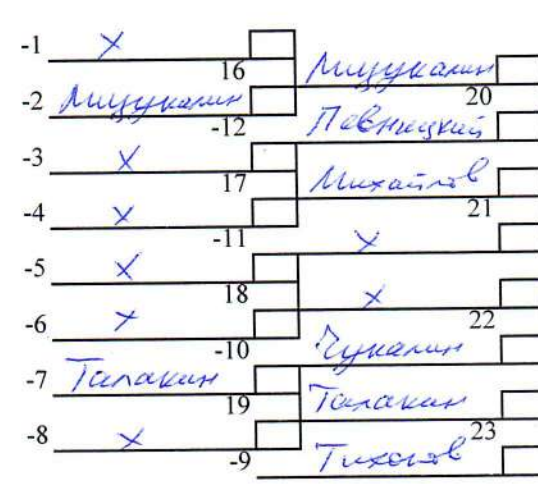 -1 X
16
-2 Мицукалин
-12
-3 X
17
-4 X
-11
-5 X
18
-6 X
-10
-7 Талакин
19
-8 X
-9
Мицукалин
20
Михайлов
21
X
X
22
Чукалин
Талакин
23
Тихонов